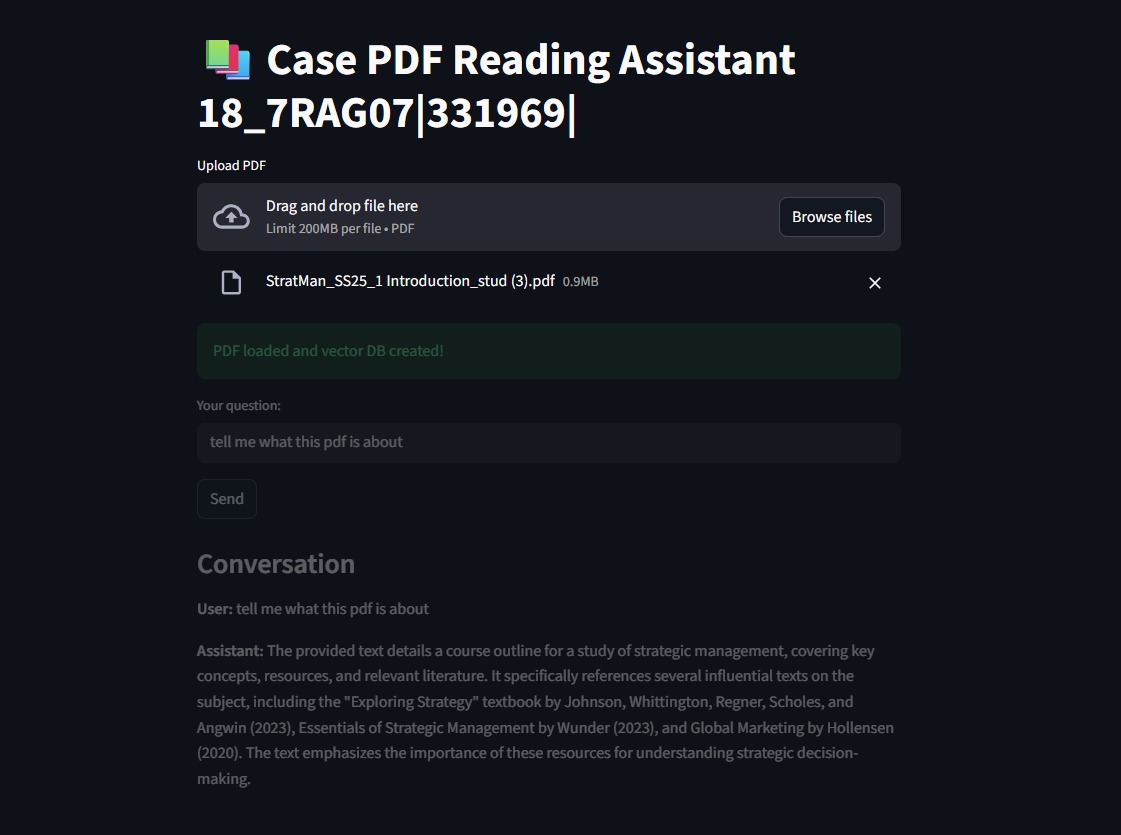 📚 Case PDF Reading Assistant
18_7RAG07|331969|
Upload PDF
Drag and drop file here
Limit 200MB per file • PDF
Browse files
StratMan_SS25_1 Introduction_stud (3).pdf 0.9MB
PDF loaded and vector DB created!
Your question:
tell me what this pdf is about
Send
Conversation
User: tell me what this pdf is about
Assistant: The provided text details a course outline for a study of strategic management, covering key
concepts, resources, and relevant literature. It specifically references several influential texts on the
subject, including the "Exploring Strategy" textbook by Johnson, Whittington, Regner, Scholes, and
Angwin (2023), Essentials of Strategic Management by Wunder (2023), and Global Marketing by Hollensen
(2020). The text emphasizes the importance of these resources for understanding strategic decision-
making.